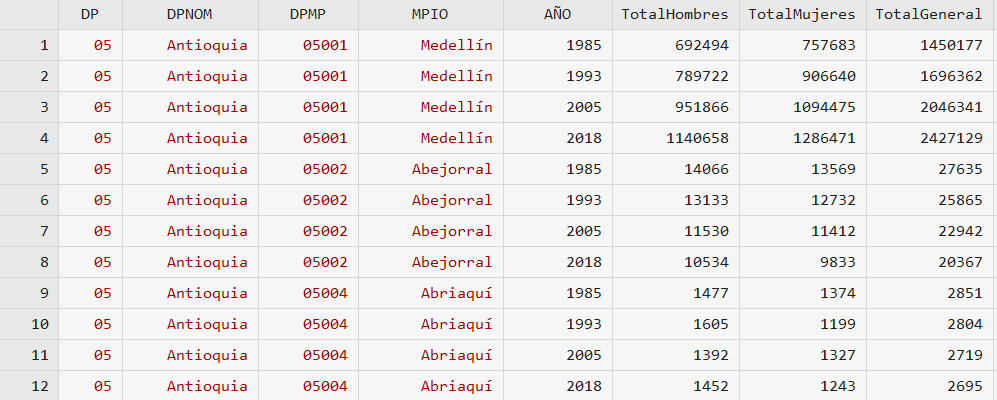 DP DPNOM DPMP MPIO AÑO TotalHombres TotalMujeres TotalGeneral
1 05 Antioquia 05001 Medellín 1985 692494 757683 1450177
2 05 Antioquia 05001 Medellín 1993 789722 906640 1696362
3 05 Antioquia 05001 Medellín 2005 951866 1094475 2046341
4 05 Antioquia 05001 Medellín 2018 1140658 1286471 2427129
5 05 Antioquia 05002 Abejorral 1985 14066 13569 27635
6 05 Antioquia 05002 Abejorral 1993 13133 12732 25865
7 05 Antioquia 05002 Abejorral 2005 11530 11412 22942
8 05 Antioquia 05002 Abejorral 2018 10534 9833 20367
9 05 Antioquia 05004 Abriaquí 1985 1477 1374 2851
10 05 Antioquia 05004 Abriaquí 1993 1605 1199 2804
11 05 Antioquia 05004 Abriaquí 2005 1392 1327 2719
12 05 Antioquia 05004 Abriaquí 2018 1452 1243 2695